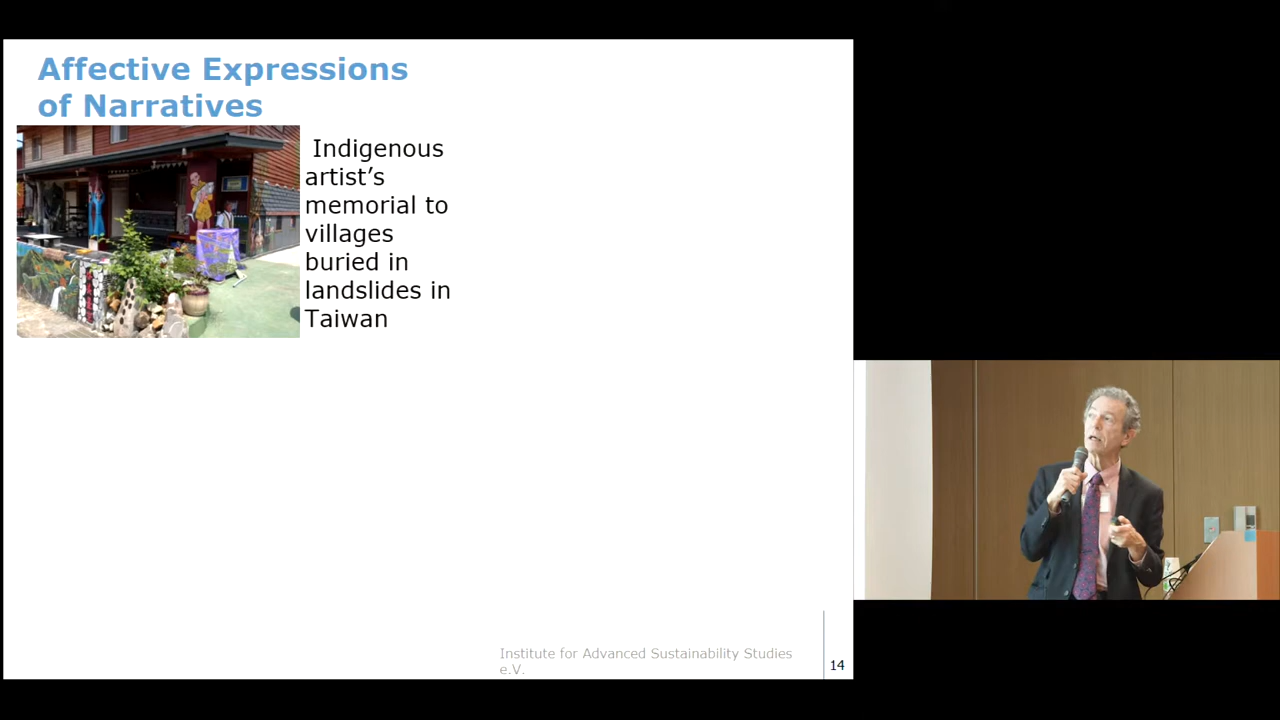 Affective Expressions
of Narratives
Indigenous
artist’s
memorial to
villages
buried in
landslides in
Taiwan
Institute for Advanced Sustainability Studies
e.V.
14